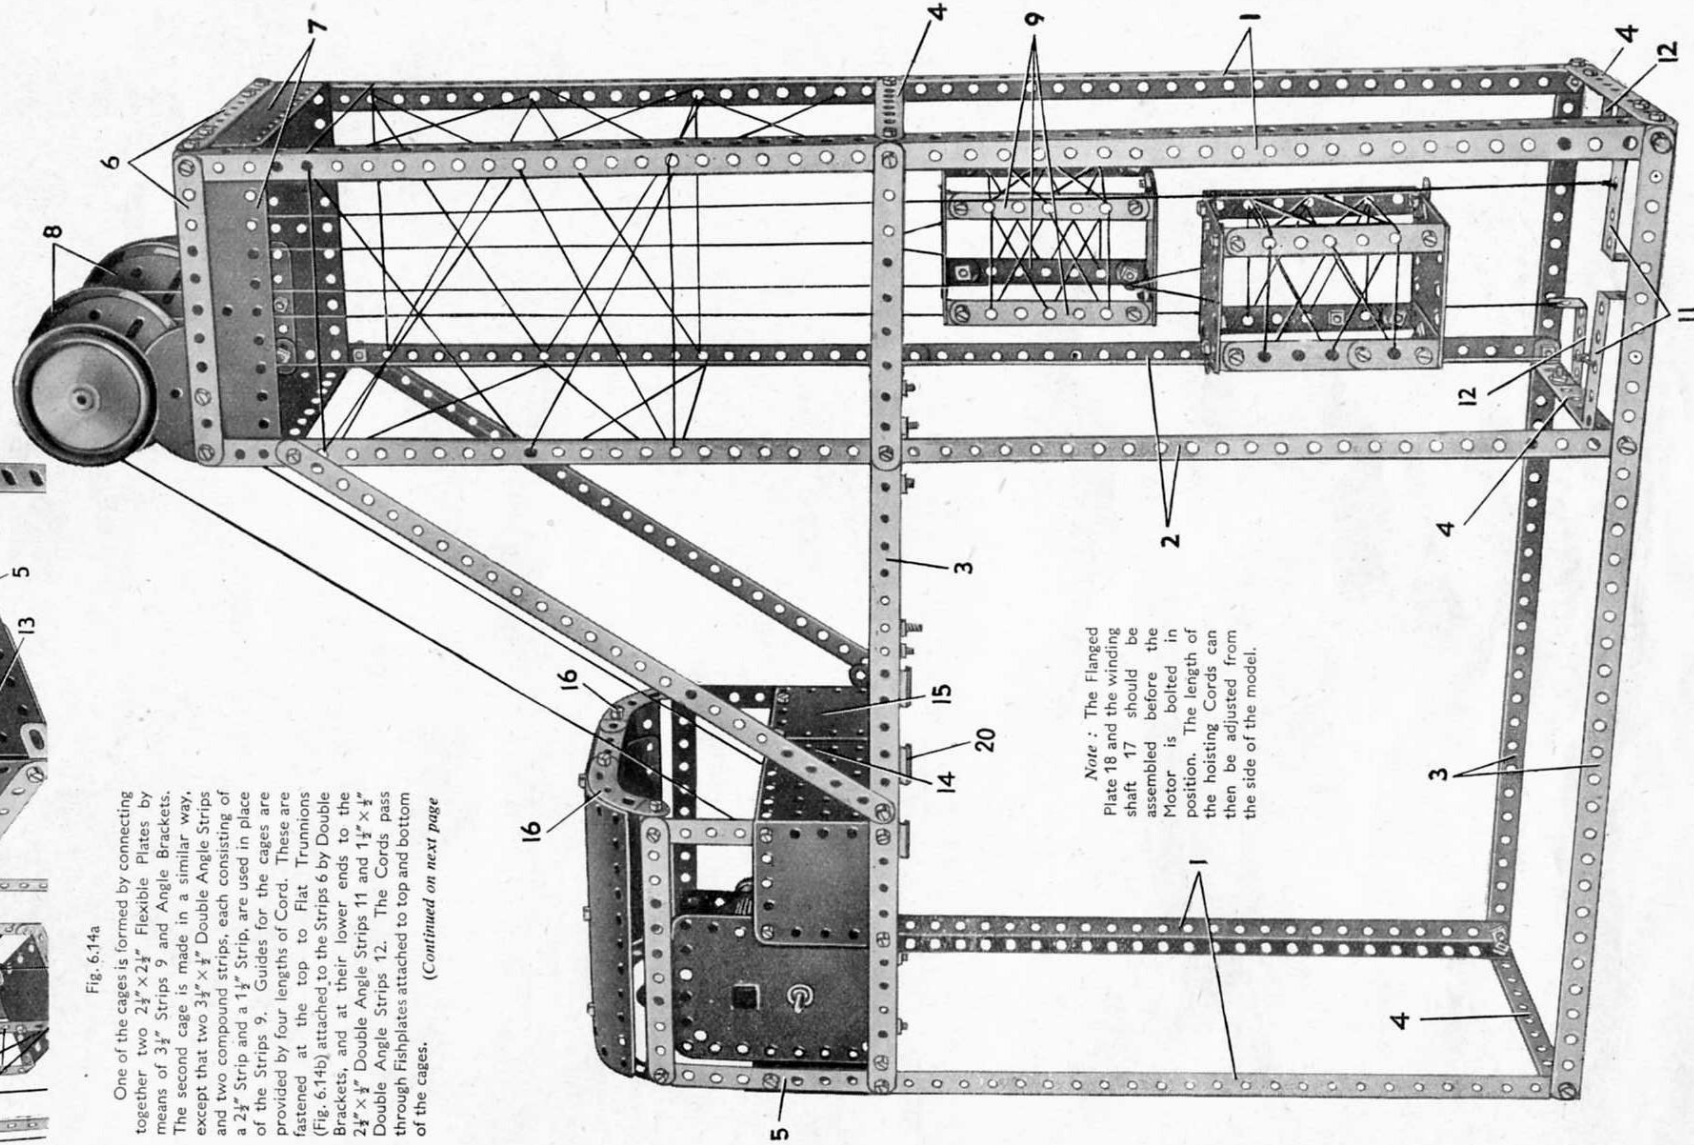 Fig. 6.14a
One of the cages is formed by connecting
together two 2½″ × 2½″ Flexible Plates by
means of 3½″ Strips 9 and Angle Brackets.
The second cage is made in a similar way,
except that two 3½″ × ½″ Double Angle Strips
and two compound strips, each consisting of
a 2½″ Strip and a 1½″ Strip, are used in place
of the Strips 9. Guides for the cages are
provided by four lengths of Cord. These are
fastened at the top to Flat Trunnions
(Fig. 6.14b) attached to the Strips 6 by Double
Brackets, and at their lower ends to the
2½″ × ½″ Double Angle Strips 11 and 1½″ × ½″
Double Angle Strips 12. The Cords pass
through Fishplates attached to top and bottom
of the cages.
(Continued on next page
Note : The Flanged
Plate 18 and the winding
shaft 17 should be
assembled before the
Motor is bolted in
position. The length of
the hoisting Cords can
then be adjusted from
the side of the model.
13
5
8
6
7
4
9
1
4
12
11
12
4
2
3
16
16
15
14
20
3
1
4
5